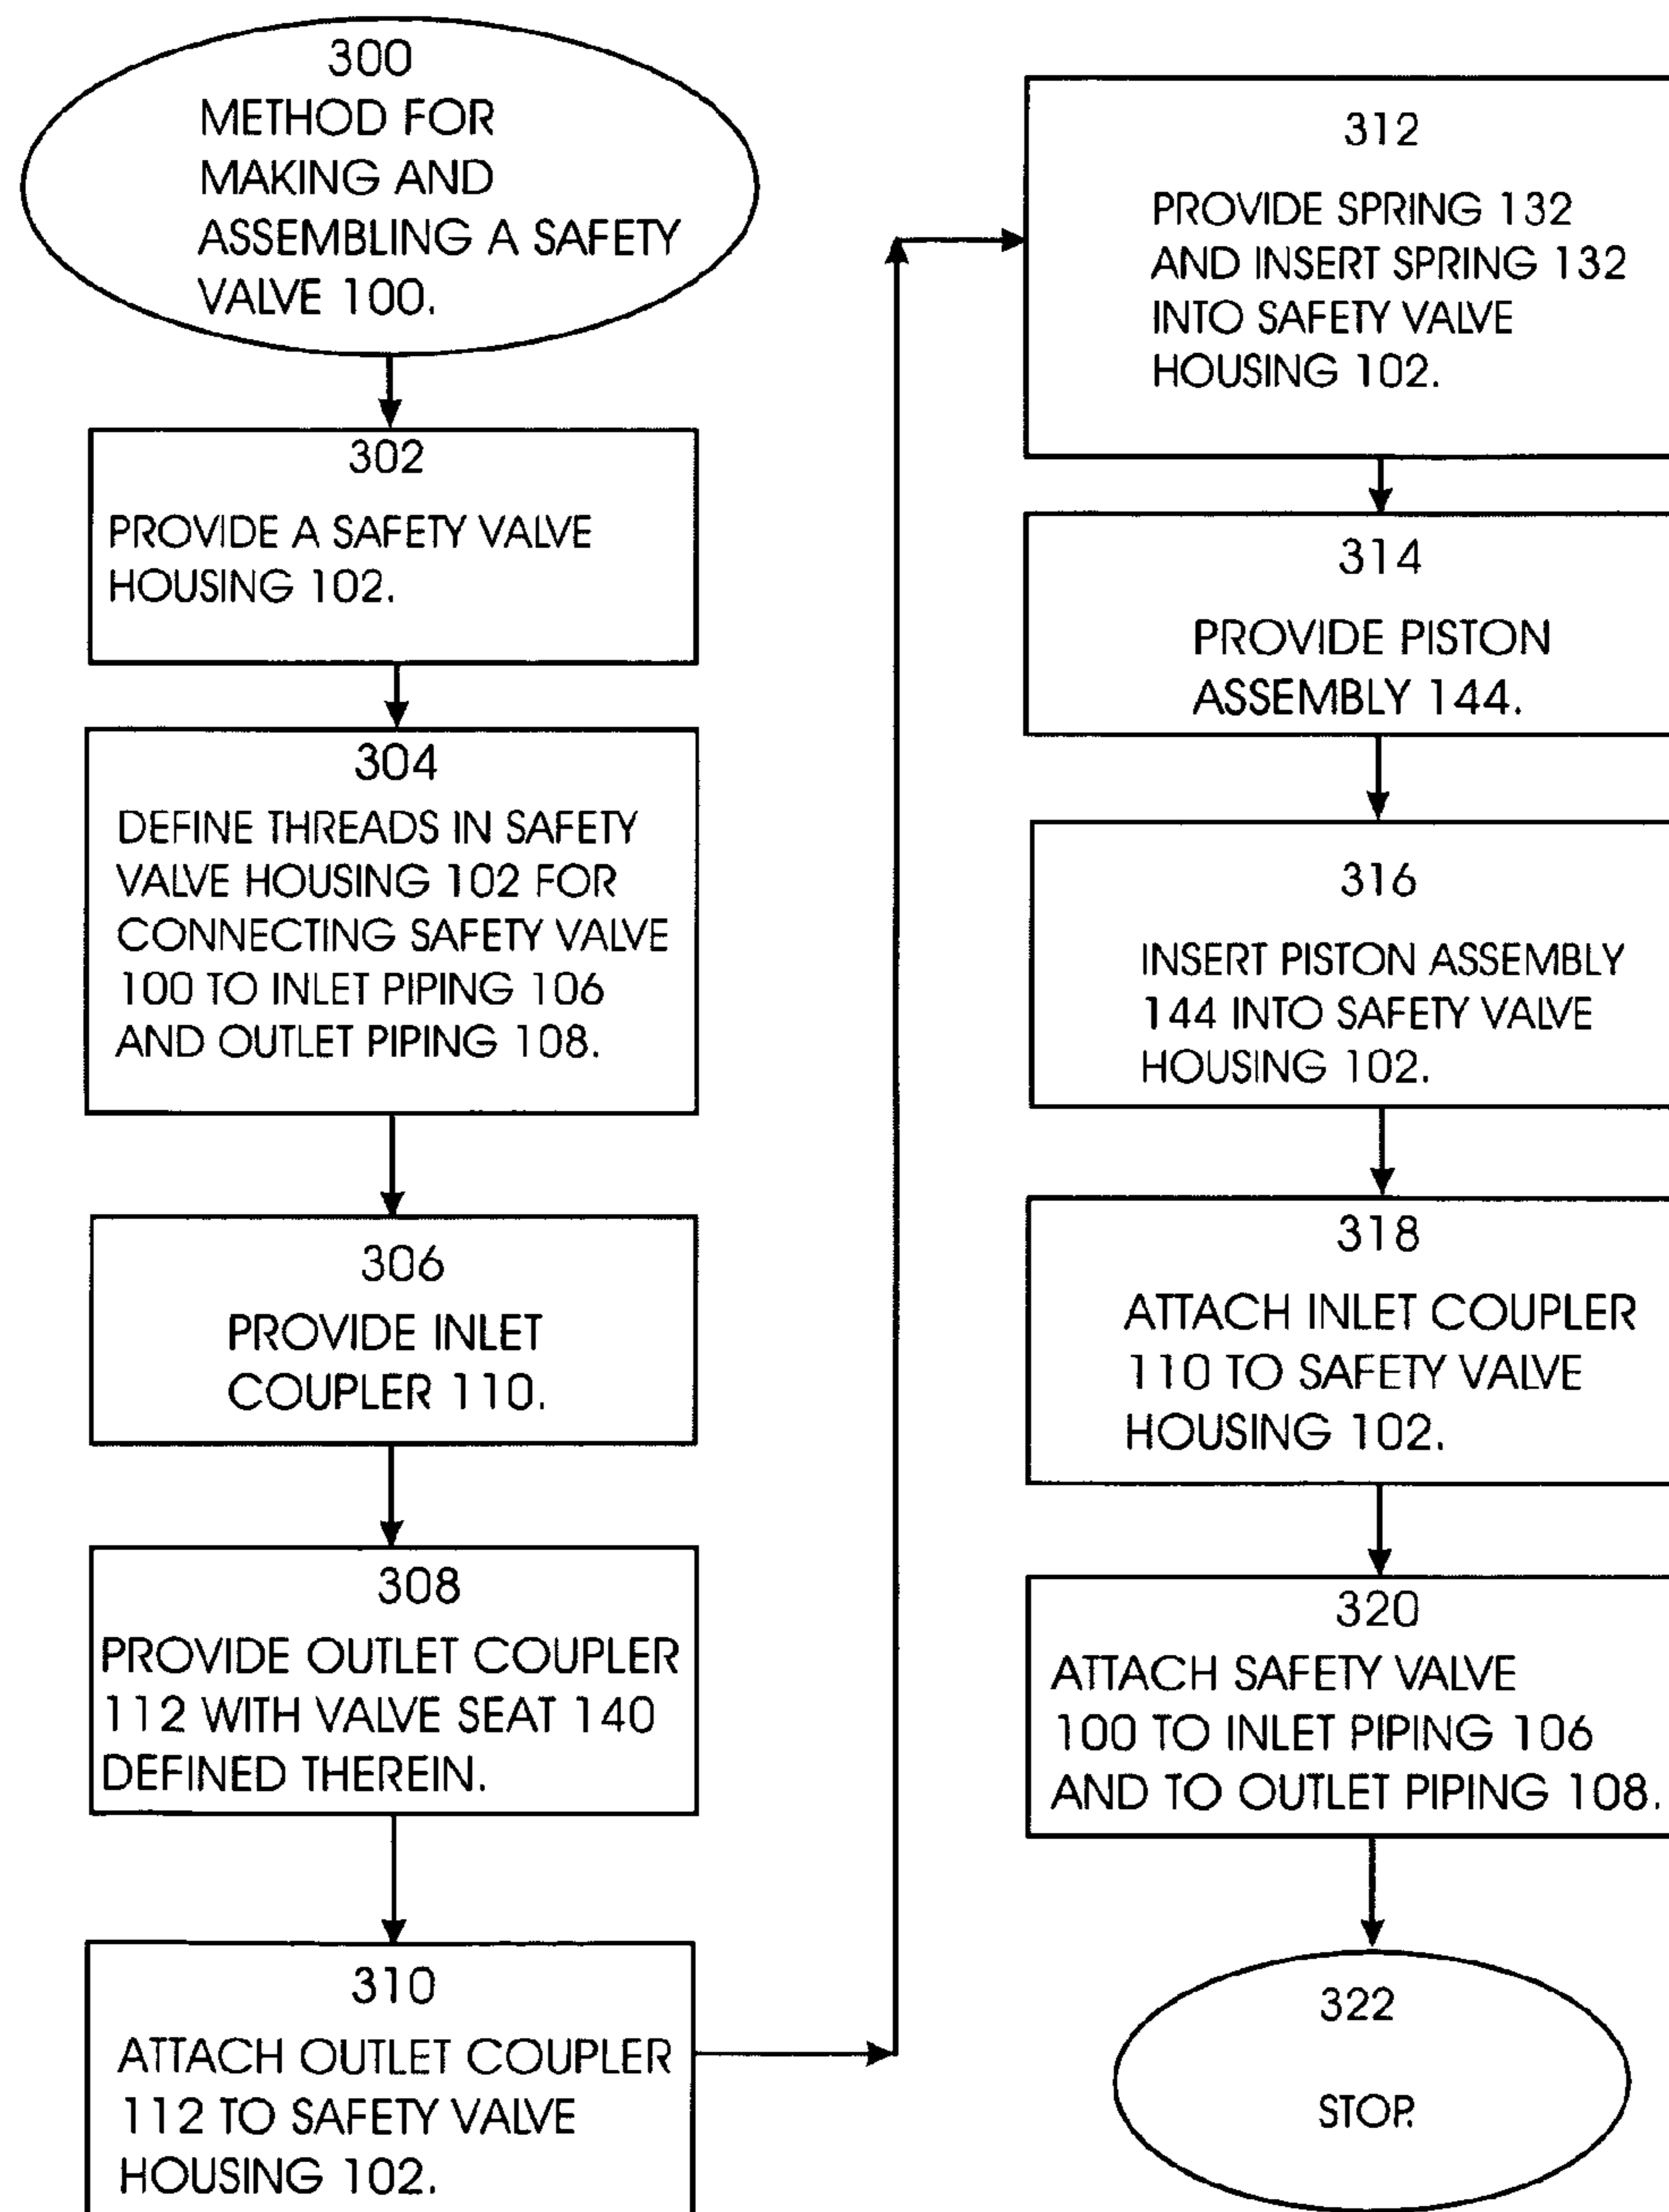 300
METHOD FOR
MAKING AND
ASSEMBLING A SAFETY
VALVE 100.
302
PROVIDE A SAFETY VALVE
HOUSING 102.
304
DEFINE THREADS IN SAFETY
VALVE HOUSING 102 FOR
CONNECTING SAFETY VALVE
100 TO INLET PIPING 106
AND OUTLET PIPING 108.
306
PROVIDE INLET
COUPLER 110.
308
PROVIDE OUTLET COUPLER
112 WITH VALVE SEAT 140
DEFINED THEREIN.
310
ATTACH OUTLET COUPLER
112 TO SAFETY VALVE
HOUSING 102.
312
PROVIDE SPRING 132
AND INSERT SPRING 132
INTO SAFETY VALVE
HOUSING 102.
314
PROVIDE PISTON
ASSEMBLY 144.
316
INSERT PISTON ASSEMBLY
144 INTO SAFETY VALVE
HOUSING 102.
318
ATTACH INLET COUPLER
110 TO SAFETY VALVE
HOUSING 102.
320
ATTACH SAFETY VALVE
100 TO INLET PIPING 106
AND TO OUTLET PIPING 108.
322
STOP.